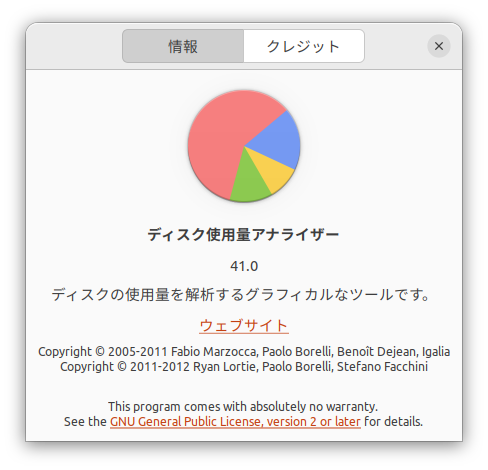 情報 クレジット
ディスク使用量アナライザー
41.0
ディスクの使用量を解析するグラフィカルなツールです。
ウェブサイト
Copyright © 2005-2011 Fabio Marzocca, Paolo Borelli, Benoît Dejean, Igalia
Copyright © 2011-2012 Ryan Lortie, Paolo Borelli, Stefano Facchini
This program comes with absolutely no warranty.
See the GNU General Public License, version 2 or later for details.